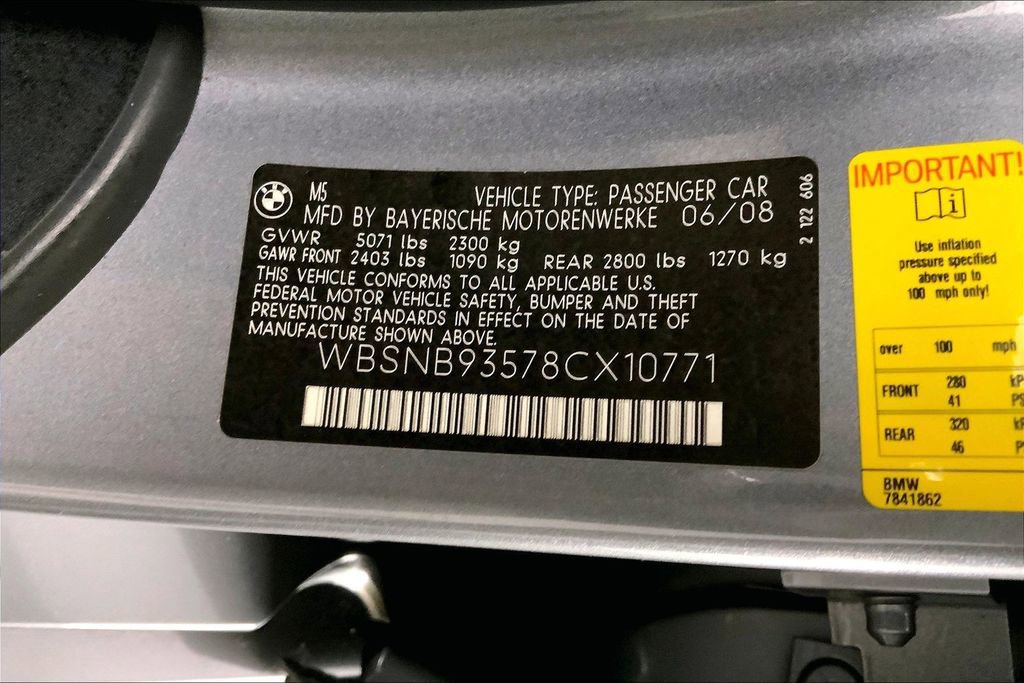 BMW
M5 VEHICLE TYPE: PASSENGER CAR
MFD BY BAYERISCHE MOTORENWERKE 06/08
GVWR 5071 lbs 2300 kg
GAWR FRONT 2403 lbs 1090 kg REAR 2800 lbs 1270 kg
THIS VEHICLE CONFORMS TO ALL APPLICABLE U.S.
FEDERAL MOTOR VEHICLE SAFETY, BUMPER AND THEFT
PREVENTION STANDARDS IN EFFECT ON THE DATE OF
MANUFACTURE SHOWN ABOVE.
WBSNB93578CX10771
2 122 606
IMPORTANT!
i
Use inflation
pressure specified
above up to
100 mph only!
over 100 mph
FRONT 280
41
REAR 320
46
BMW
7841862